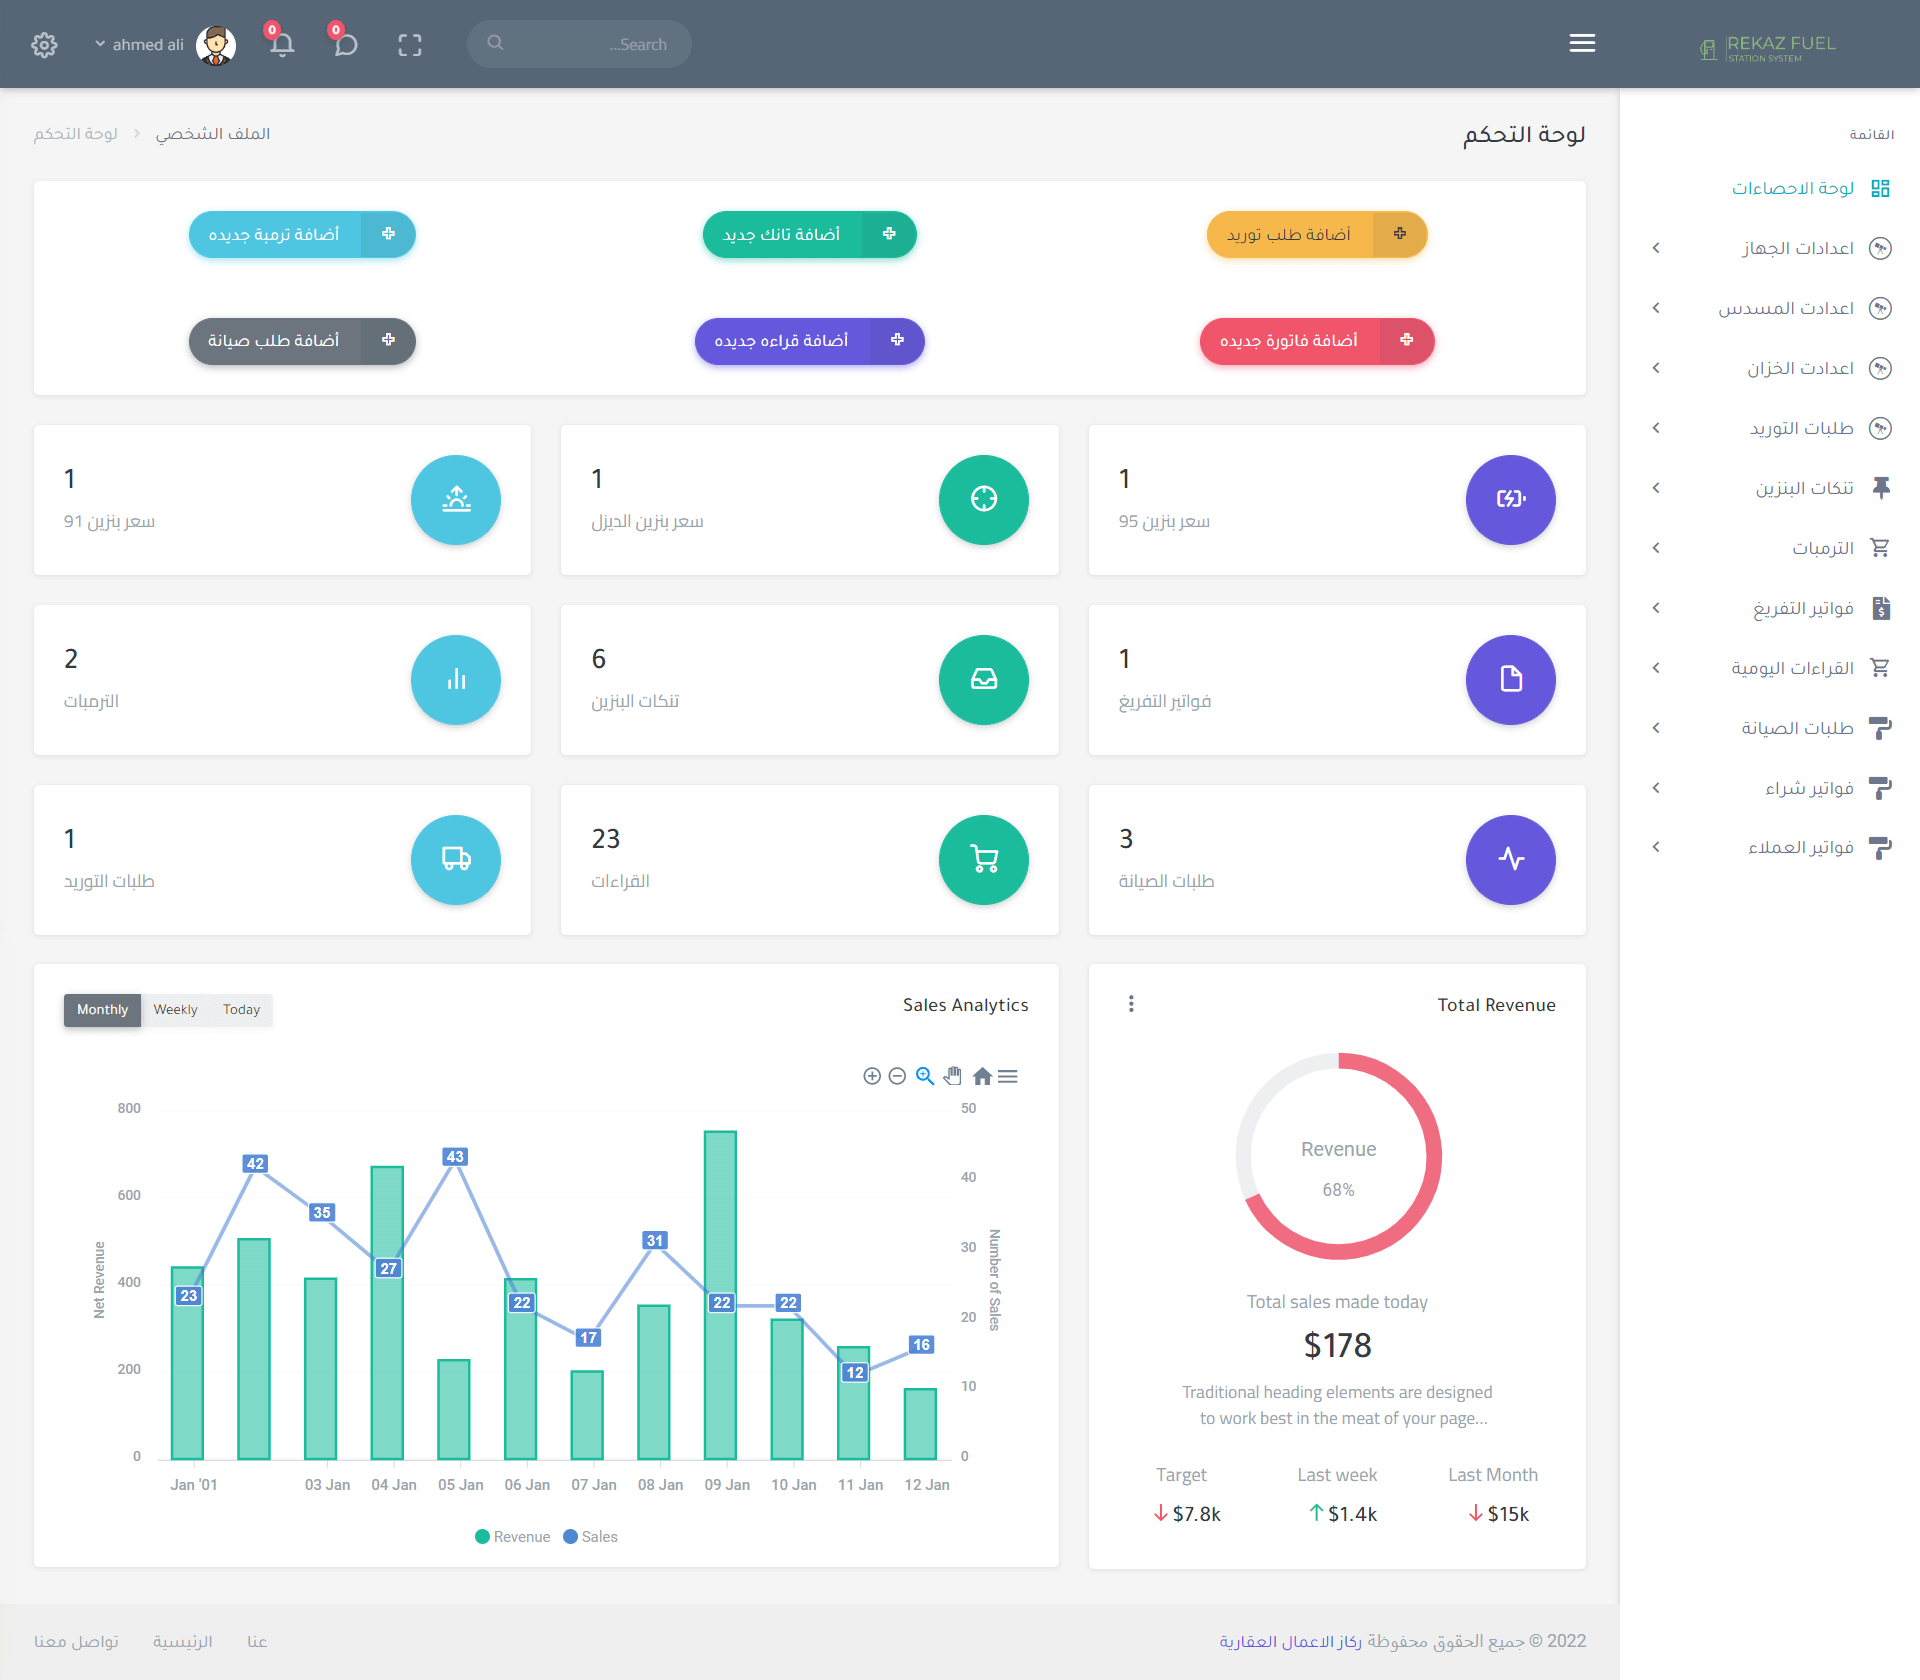 REKAZ FUEL
STATION SYSTEM
Search...
0
0
ahmed ali
القائمة
لوحة الاحصاءات
اعدادات الجهاز
اعدادت المسدس
اعدادت الخزان
طلبات التوريد
تنكات البنزين
الترمبات
فواتير التفريغ
القراءات اليومية
طلبات الصيانة
فواتير شراء
فواتير العملاء
لوحة التحكم
الملف الشخصي
لوحة التحكم
أضافة طلب توريد
أضافة تانك جديد
أضافة ترمبة جديده
أضافة فاتورة جديده
أضافة قراءه جديده
أضافة طلب صيانة
1
سعر بنزين 95
1
سعر بنزين الديزل
1
سعر بنزين 91
1
فواتير التفريغ
6
تنكات البنزين
2
الترمبات
3
طلبات الصيانة
23
القراءات
1
طلبات التوريد
Total Revenue
Revenue
68%
Total sales made today
$178
Traditional heading elements are designed
to work best in the meat of your page...
Target
$7.8k
Last week
$1.4k
Last Month
$15k
Sales Analytics
Monthly Weekly Today
Net Revenue
800
600
400
200
0
Number of Sales
50
40
30
20
10
0
23 42 35 27 43 22 17 31 22 22 12 16
Jan '01 03 Jan 04 Jan 05 Jan 06 Jan 07 Jan 08 Jan 09 Jan 10 Jan 11 Jan 12 Jan
Revenue Sales
2022 © جميع الحقوق محفوظة ركاز الاعمال العقارية
عنا
الرئيسية
تواصل معنا